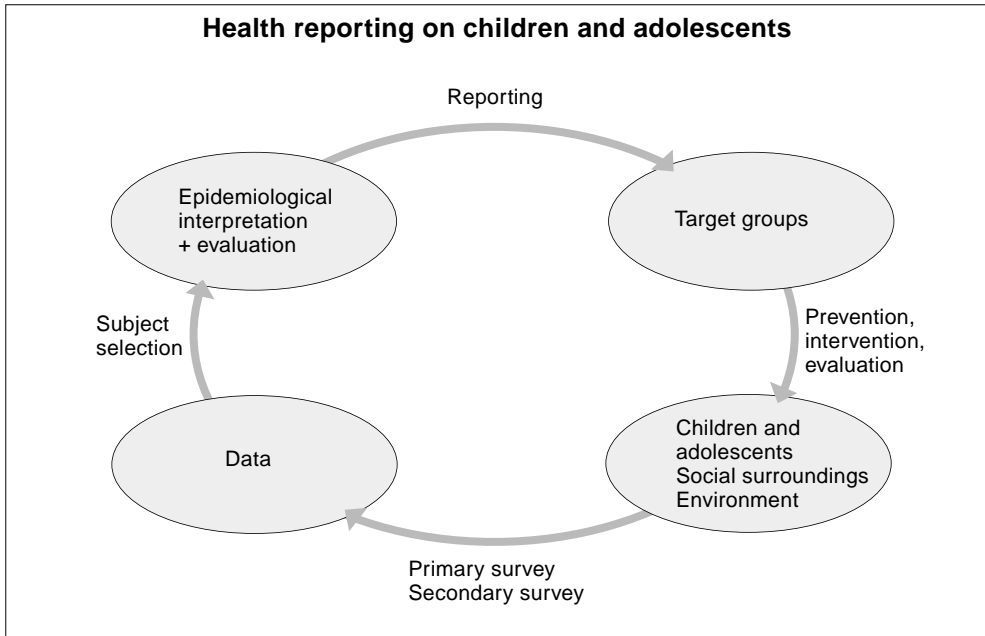 Health reporting on children and adolescents
Reporting
Epidemiological
interpretation
+ evaluation
Target groups
Subject
selection
Prevention,
intervention,
evaluation
Data
Children and
adolescents
Social surroundings
Environment
Primary survey
Secondary survey